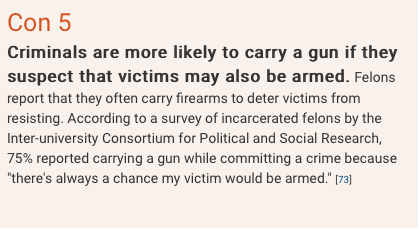 Con 5
Criminals are more likely to carry a gun if they
suspect that victims may also be armed. Felons
report that they often carry firearms to deter victims from
resisting. According to a survey of incarcerated felons by the
Inter-university Consortium for Political and Social Research,
75% reported carrying a gun while committing a crime because
"there's always a chance my victim would be armed." [73]